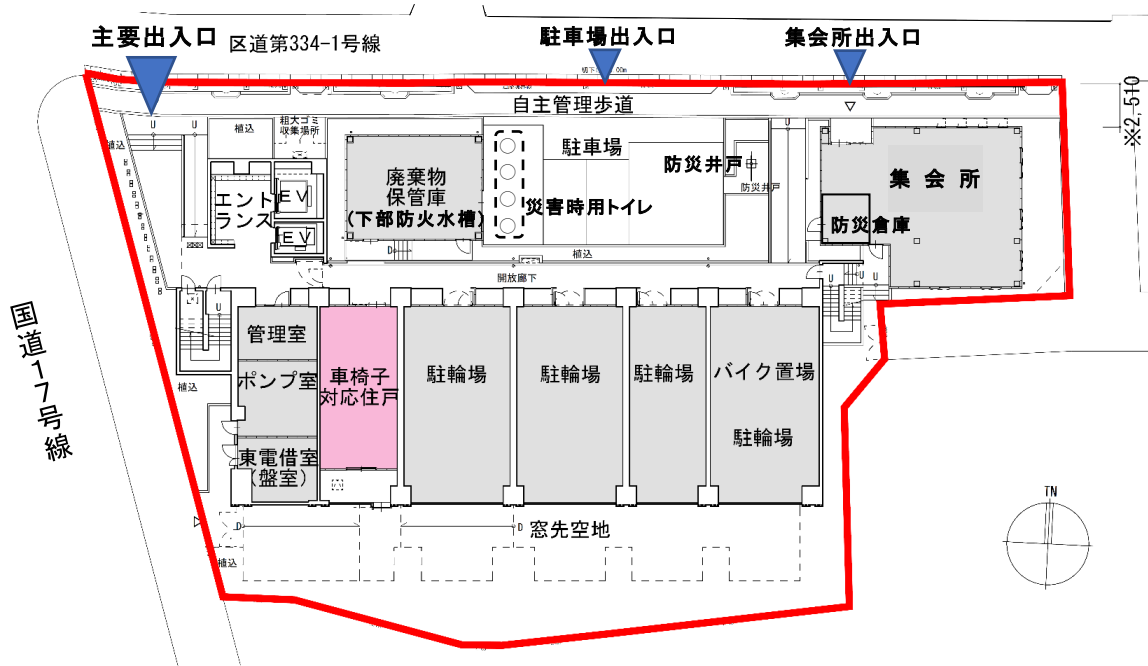 主要出入口
区道第334-1号線
駐車場出入口
集会所出入口
自主管理歩道
※2,510
植込
植込
粗大ゴミ
収集場所
廃棄物
保管庫
(下部防火水槽)
駐車場
災害時用トイレ
防災井戸
防災井戸
集会所
防災倉庫
エント
ランス
EV
EV
植込
開放廊下
国道17号線
管理室
ポンプ室
東電借室
(盤室)
車椅子
対応住戸
駐輪場
駐輪場
駐輪場
バイク置場
駐輪場
植込
植込
窓先空地
TN
U
U
U
U
U
U
D
D
D